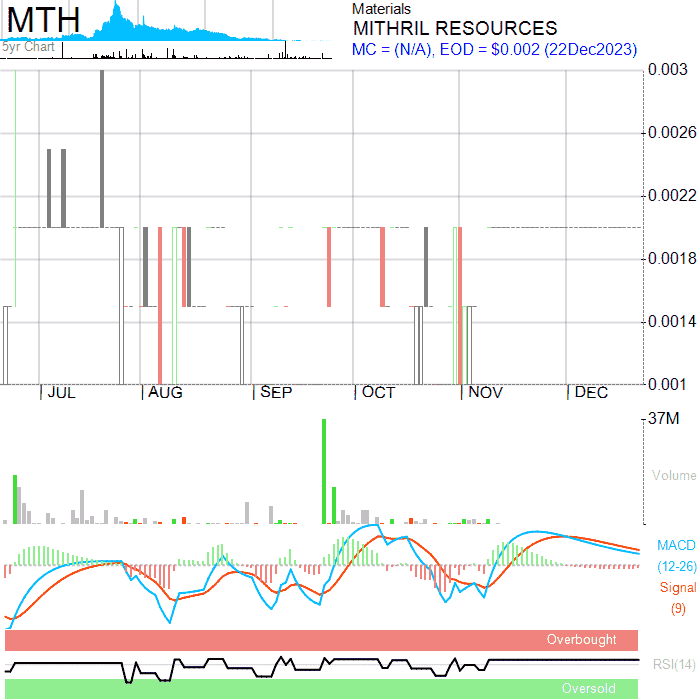 MTH
5yr Chart
Materials
MITHRIL RESOURCES
MC = (N/A), EOD = $0.002 (22Dec2023)
0.003
0.0026
0.0022
0.0018
0.0014
0.001
JUL AUG SEP OCT NOV DEC
37M
Volume
MACD
(12-26)
Signal
(9)
Overbought
RSI(14)
Oversold